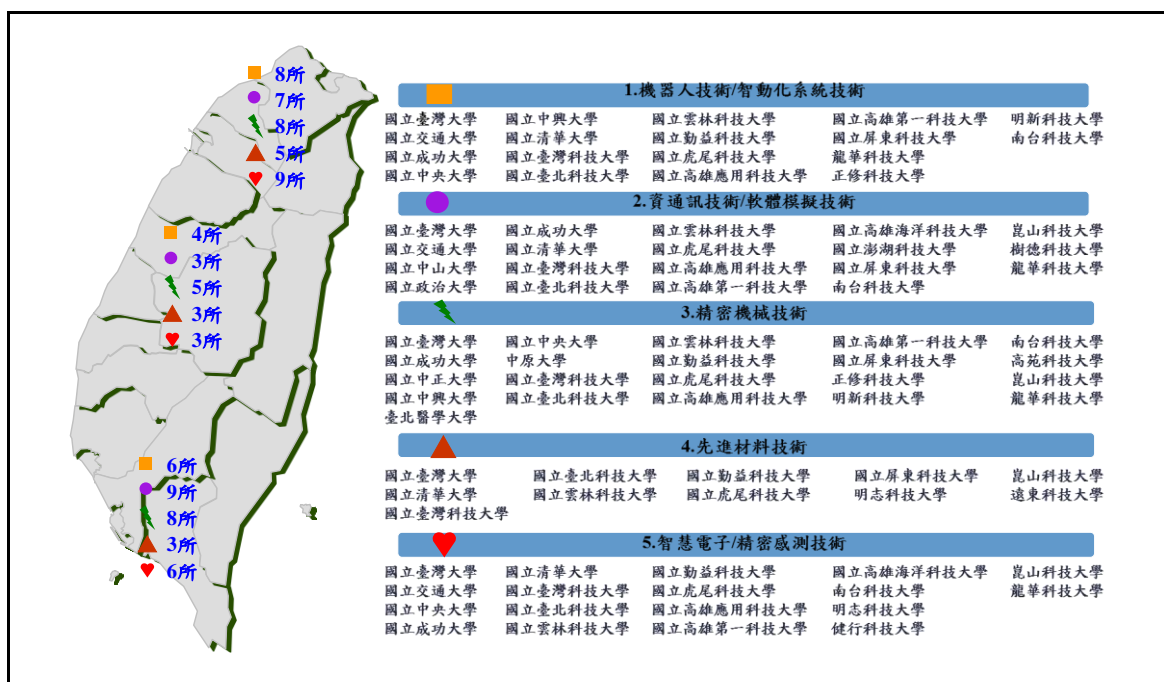 8所
7所
8所
5所
9所
4所
3所
5所
3所
3所
6所
9所
8所
3所
6所
1.機器人技術/智動化系統技術
國立臺灣大學 國立中興大學 國立雲林科技大學 國立高雄第一科技大學 明新科技大學
國立交通大學 國立清華大學 國立勤益科技大學 國立屏東科技大學 南台科技大學
國立成功大學 國立臺灣科技大學 國立虎尾科技大學 龍華科技大學
國立中央大學 國立臺北科技大學 國立高雄應用科技大學 正修科技大學
2.資通訊技術/軟體模擬技術
國立臺灣大學 國立成功大學 國立雲林科技大學 國立高雄海洋科技大學 崑山科技大學
國立交通大學 國立清華大學 國立虎尾科技大學 國立澎湖科技大學 樹德科技大學
國立中山大學 國立臺灣科技大學 國立高雄應用科技大學 國立屏東科技大學 龍華科技大學
國立政治大學 國立臺北科技大學 國立高雄第一科技大學 南台科技大學
3.精密機械技術
國立臺灣大學 國立中央大學 國立雲林科技大學 國立高雄第一科技大學 南台科技大學
國立成功大學 中原大學 國立勤益科技大學 國立屏東科技大學 高苑科技大學
國立中正大學 國立臺灣科技大學 國立虎尾科技大學 正修科技大學 崑山科技大學
國立中興大學 國立臺北科技大學 國立高雄應用科技大學 明新科技大學 龍華科技大學
臺北醫學大學
4.先進材料技術
國立臺灣大學 國立臺北科技大學 國立勤益科技大學 國立屏東科技大學 崑山科技大學
國立清華大學 國立雲林科技大學 國立虎尾科技大學 明志科技大學 遠東科技大學
國立臺灣科技大學
5.智慧電子/精密感測技術
國立臺灣大學 國立清華大學 國立勤益科技大學 國立高雄海洋科技大學 崑山科技大學
國立交通大學 國立臺灣科技大學 國立虎尾科技大學 南台科技大學 龍華科技大學
國立中央大學 國立臺北科技大學 國立高雄應用科技大學 明志科技大學
國立成功大學 國立雲林科技大學 國立高雄第一科技大學 健行科技大學